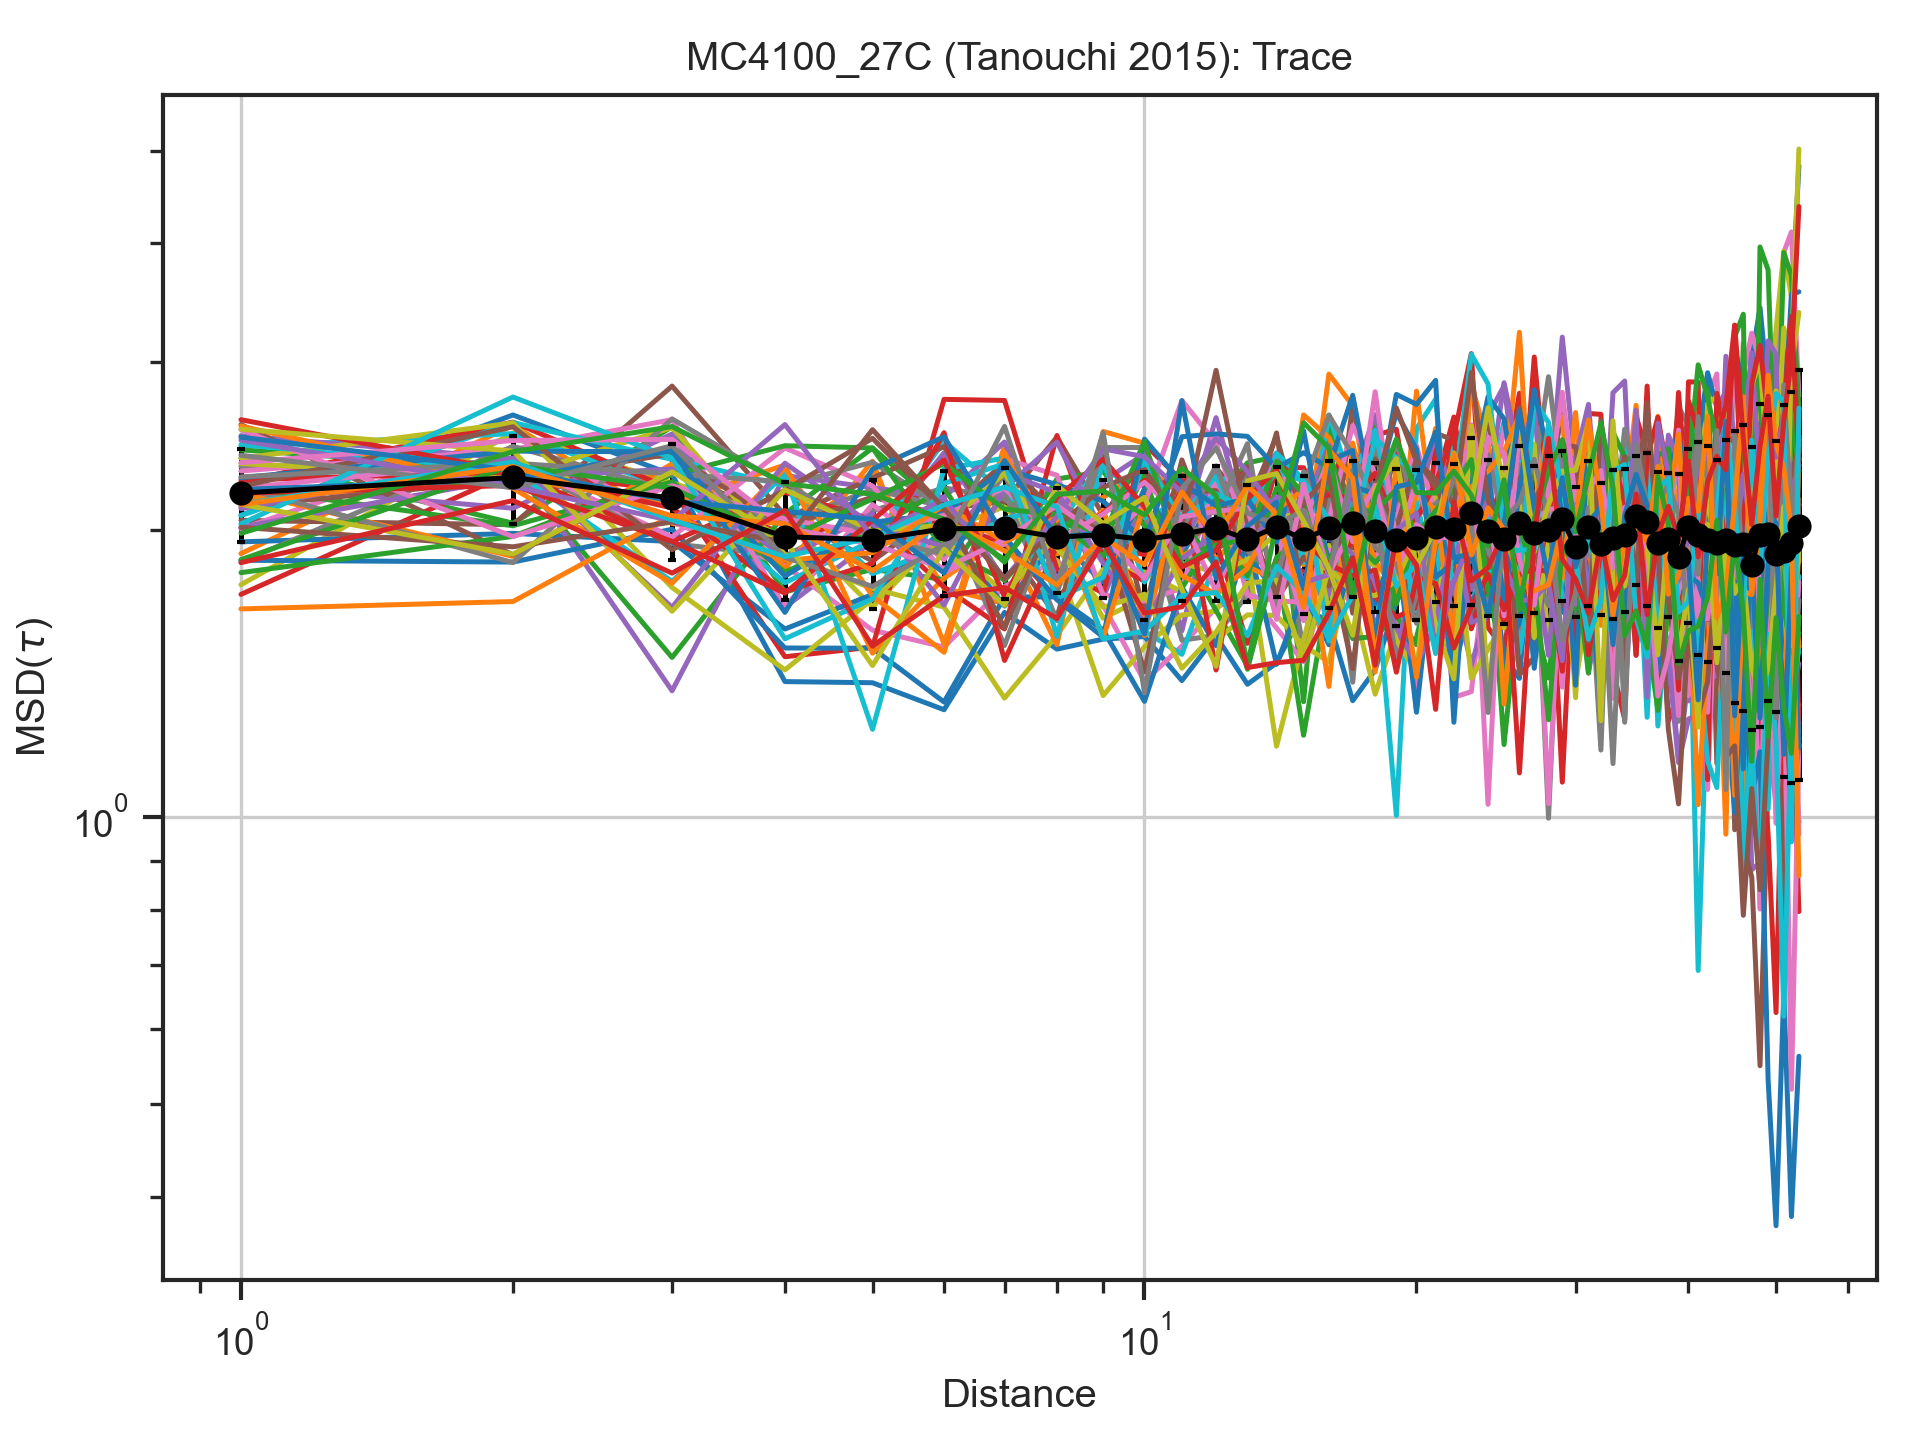 MC4100_27C (Tanouchi 2015): Trace
MSD(τ)
10⁰
10⁰
10¹
Distance